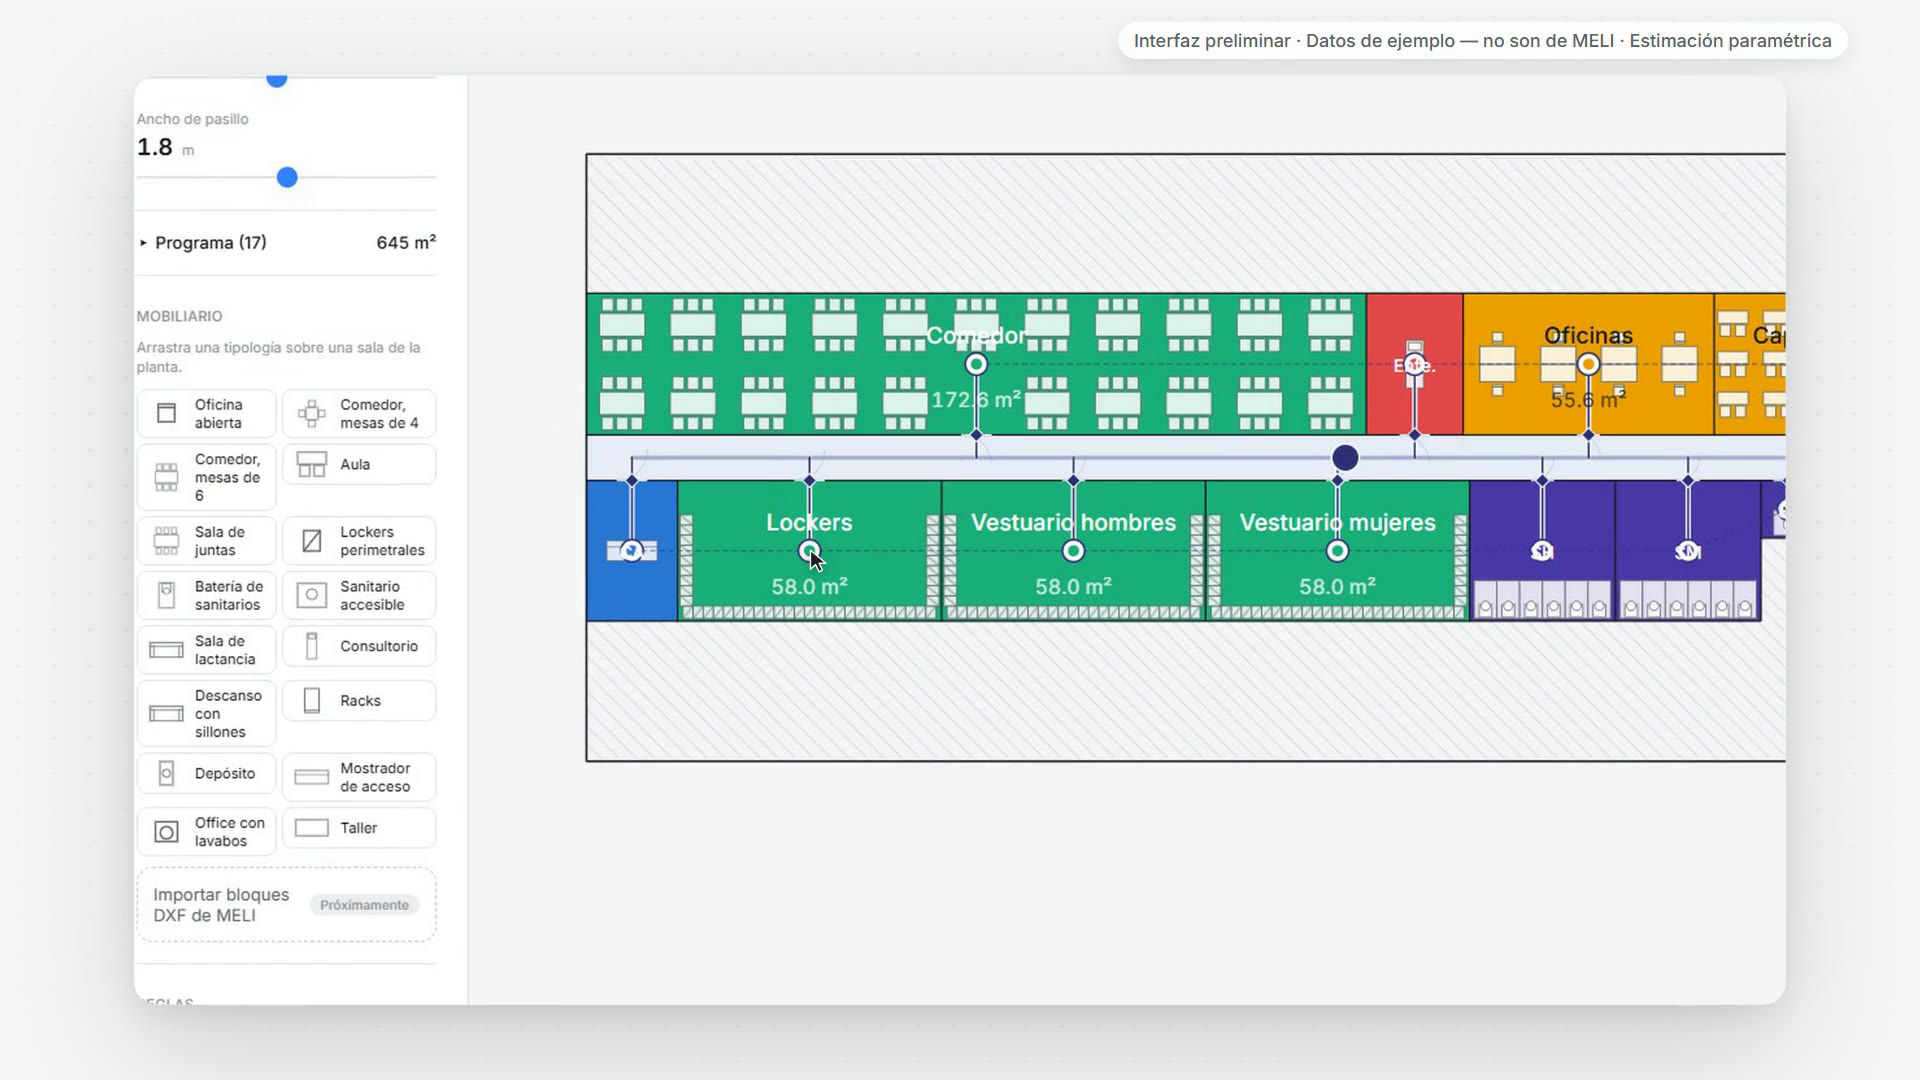 Interfaz preliminar · Datos de ejemplo — no son de MELI · Estimación paramétrica
Ancho de pasillo
1.8 m
Programa (17) 645 m²
MOBILIARIO
Arrastra una tipología sobre una sala de la
planta.
Oficina
abierta
Comedor,
mesas de 4
Comedor,
mesas de
6
Aula
Sala de
juntas
Lockers
perimetrales
Batería de
sanitarios
Sanitario
accesible
Sala de
lactancia
Consultorio
Descanso
con
sillones
Racks
Depósito
Mostrador
de acceso
Office con
lavabos
Taller
Importar bloques
DXF de MELI
Próximamente
Comedor
172.6 m²
Oficinas
55.6 m²
Lockers
58.0 m²
Vestuario hombres
58.0 m²
Vestuario mujeres
58.0 m²